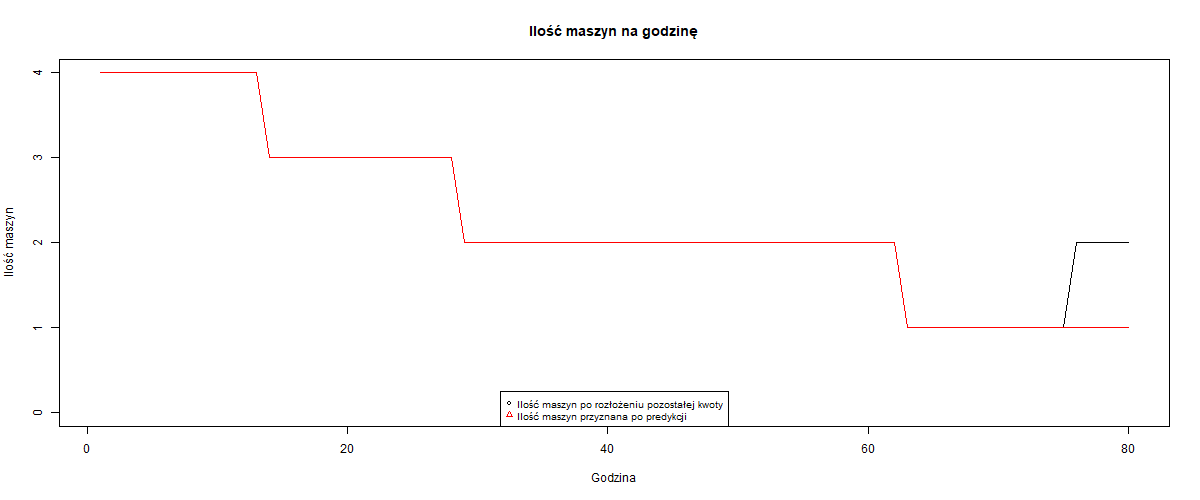 Ilość maszyn na godzinę
Ilość maszyn
4
3
2
1
0
Ilość maszyn po rozłożeniu pozostałej kwoty
Ilość maszyn przyznana po predykcji
0 20 40 60 80
Godzina